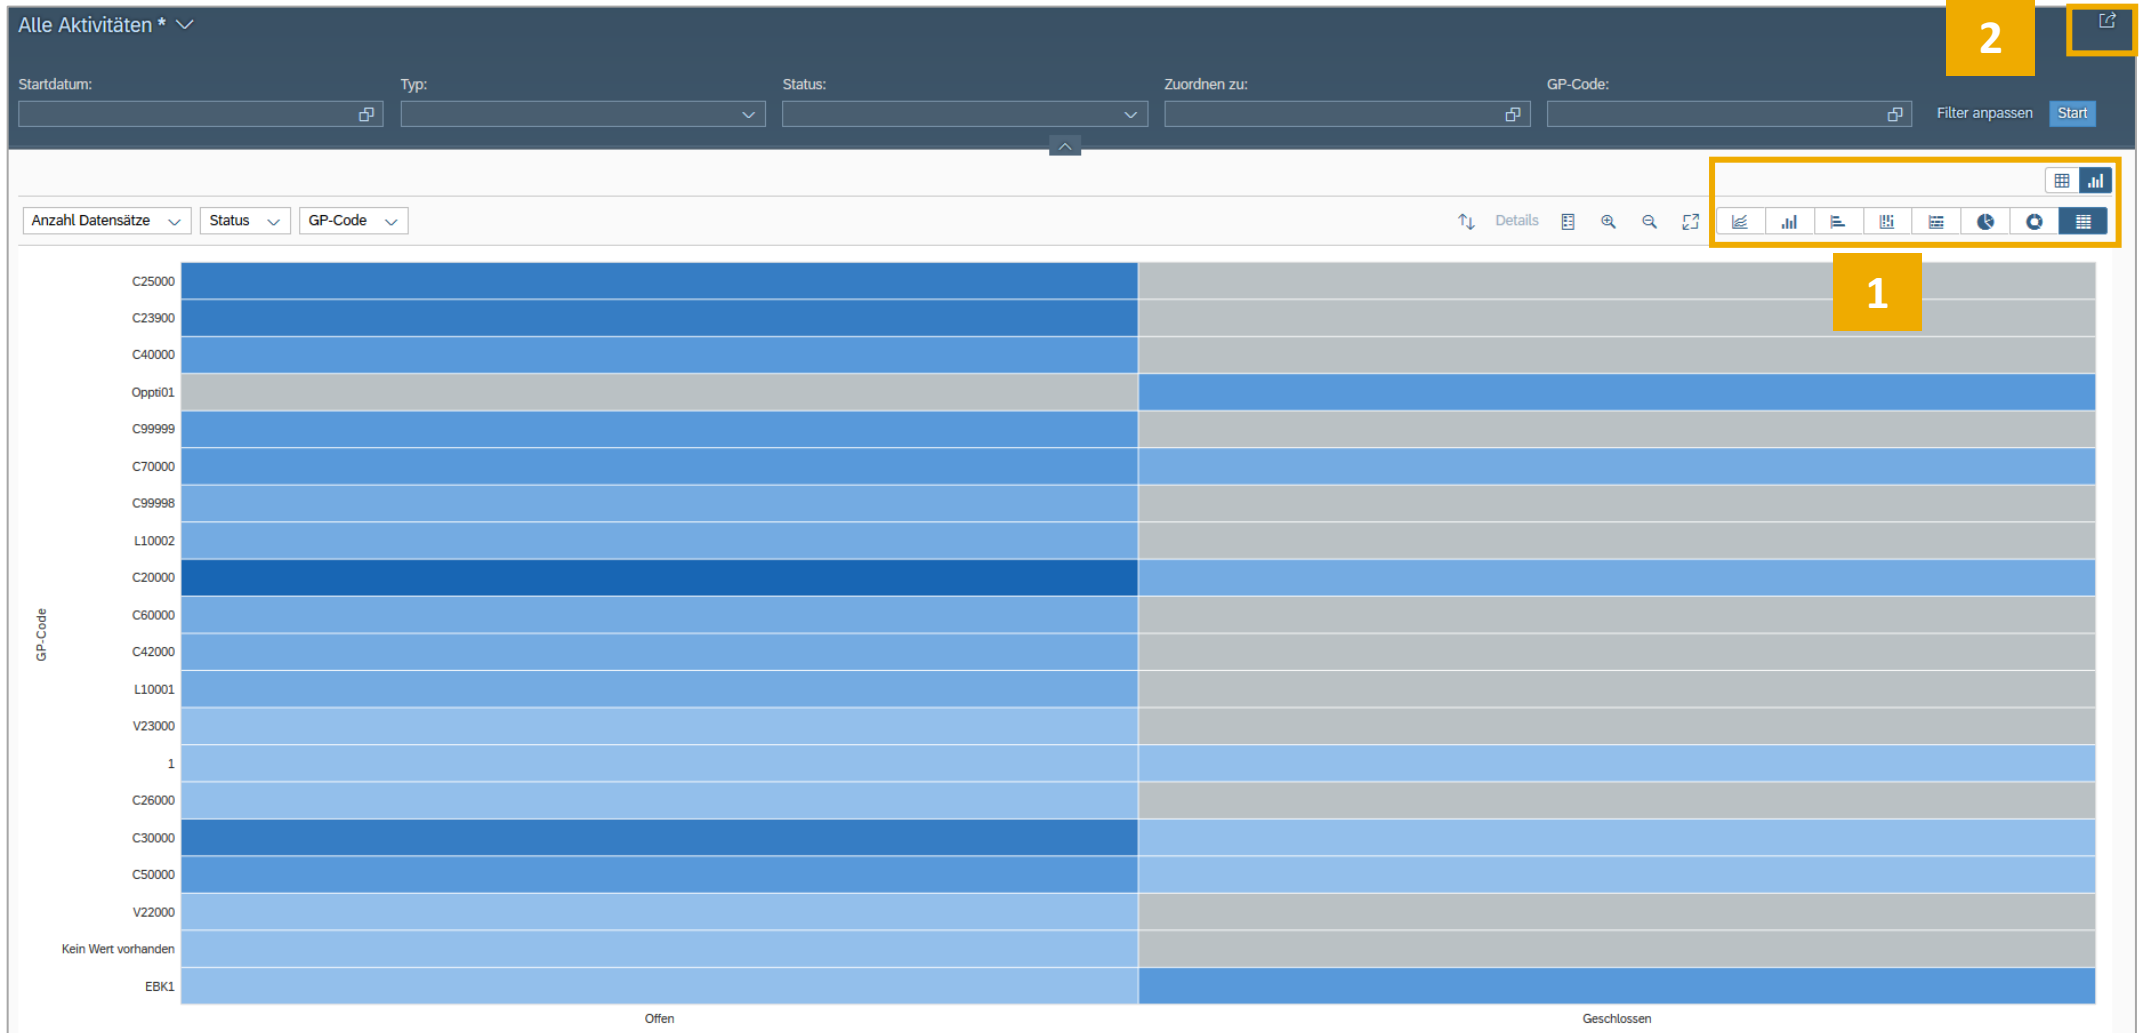 Alle Aktivitäten *
2
Startdatum:
Typ:
Status:
Zuordnen zu:
GP-Code:
Filter anpassen
Start
Anzahl Datensätze
Status
GP-Code
Details
1
GP-Code
C25000
C23900
C40000
Oppti01
C99999
C70000
C99998
L10002
C20000
C60000
C42000
L10001
V23000
1
C26000
C30000
C50000
V22000
Kein Wert vorhanden
EBK1
Offen
Geschlossen